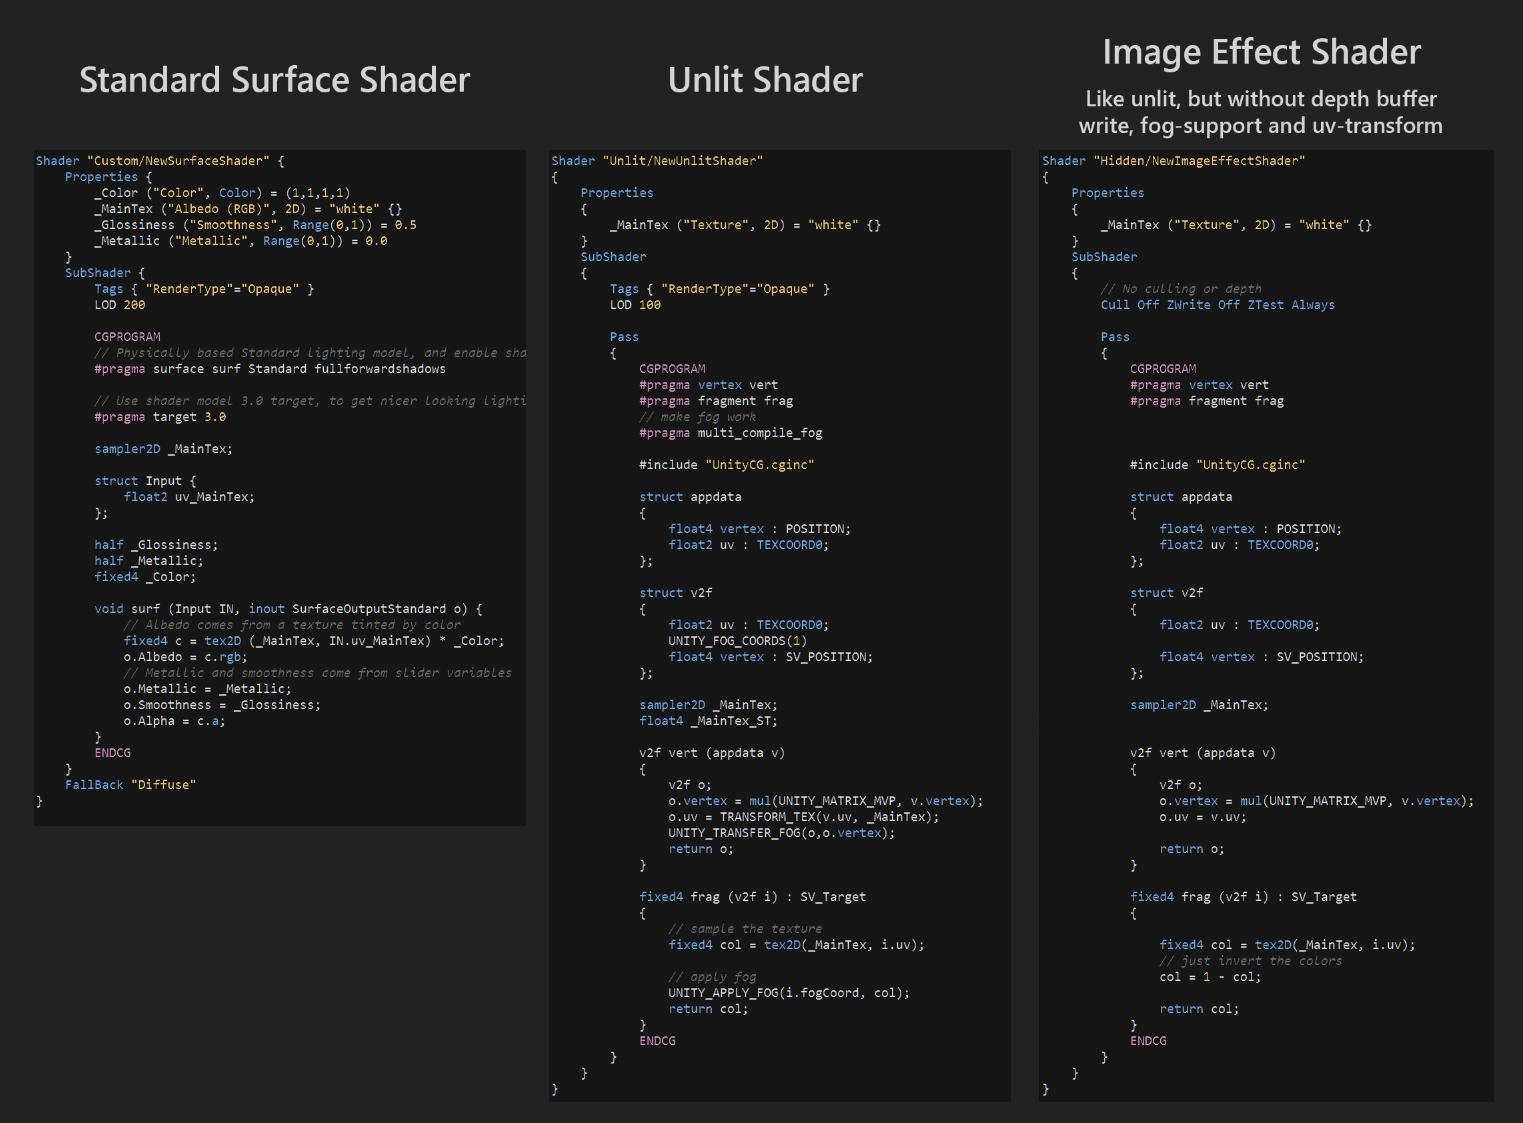 Standard Surface Shader
Shader "Custom/NewSurfaceShader" {
Properties {
_Color ("Color", Color) = (1,1,1,1)
_MainTex ("Albedo (RGB)", 2D) = "white" {}
_Glossiness ("Smoothness", Range(0,1)) = 0.5
_Metallic ("Metallic", Range(0,1)) = 0.0
}
SubShader {
Tags { "RenderType"="Opaque" }
LOD 200
CGPROGRAM
// Physically based Standard lighting model, and enable sha
#pragma surface surf Standard fullforwardshadows
// Use shader model 3.0 target, to get nicer looking lighti
#pragma target 3.0
sampler2D _MainTex;
struct Input {
float2 uv_MainTex;
};
half _Glossiness;
half _Metallic;
fixed4 _Color;
void surf (Input IN, inout SurfaceOutputStandard o) {
// Albedo comes from a texture tinted by color
fixed4 c = tex2D (_MainTex, IN.uv_MainTex) * _Color;
o.Albedo = c.rgb;
// Metallic and smoothness come from slider variables
o.Metallic = _Metallic;
o.Smoothness = _Glossiness;
o.Alpha = c.a;
}
ENDCG
}
FallBack "Diffuse"
}
Unlit Shader
Shader "Unlit/NewUnlitShader"
{
Properties
{
_MainTex ("Texture", 2D) = "white" {}
}
SubShader
{
Tags { "RenderType"="Opaque" }
LOD 100
Pass
{
CGPROGRAM
#pragma vertex vert
#pragma fragment frag
// make fog work
#pragma multi_compile_fog
#include "UnityCG.cginc"
struct appdata
{
float4 vertex : POSITION;
float2 uv : TEXCOORD0;
};
struct v2f
{
float2 uv : TEXCOORD0;
UNITY_FOG_COORDS(1)
float4 vertex : SV_POSITION;
};
sampler2D _MainTex;
float4 _MainTex_ST;
v2f vert (appdata v)
{
v2f o;
o.vertex = mul(UNITY_MATRIX_MVP, v.vertex);
o.uv = TRANSFORM_TEX(v.uv, _MainTex);
UNITY_TRANSFER_FOG(o,o.vertex);
return o;
}
fixed4 frag (v2f i) : SV_Target
{
// sample the texture
fixed4 col = tex2D(_MainTex, i.uv);
// apply fog
UNITY_APPLY_FOG(i.fogCoord, col);
return col;
}
ENDCG
}
}
}
Image Effect Shader
Like unlit, but without depth buffer
write, fog-support and uv-transform
Shader "Hidden/NewImageEffectShader"
{
Properties
{
_MainTex ("Texture", 2D) = "white" {}
}
SubShader
{
// No culling or depth
Cull Off ZWrite Off ZTest Always
Pass
{
CGPROGRAM
#pragma vertex vert
#pragma fragment frag
#include "UnityCG.cginc"
struct appdata
{
float4 vertex : POSITION;
float2 uv : TEXCOORD0;
};
struct v2f
{
float2 uv : TEXCOORD0;
float4 vertex : SV_POSITION;
};
sampler2D _MainTex;
v2f vert (appdata v)
{
v2f o;
o.vertex = mul(UNITY_MATRIX_MVP, v.vertex);
o.uv = v.uv;
return o;
}
fixed4 frag (v2f i) : SV_Target
{
fixed4 col = tex2D(_MainTex, i.uv);
// just invert the colors
col = 1 - col;
return col;
}
ENDCG
}
}
}